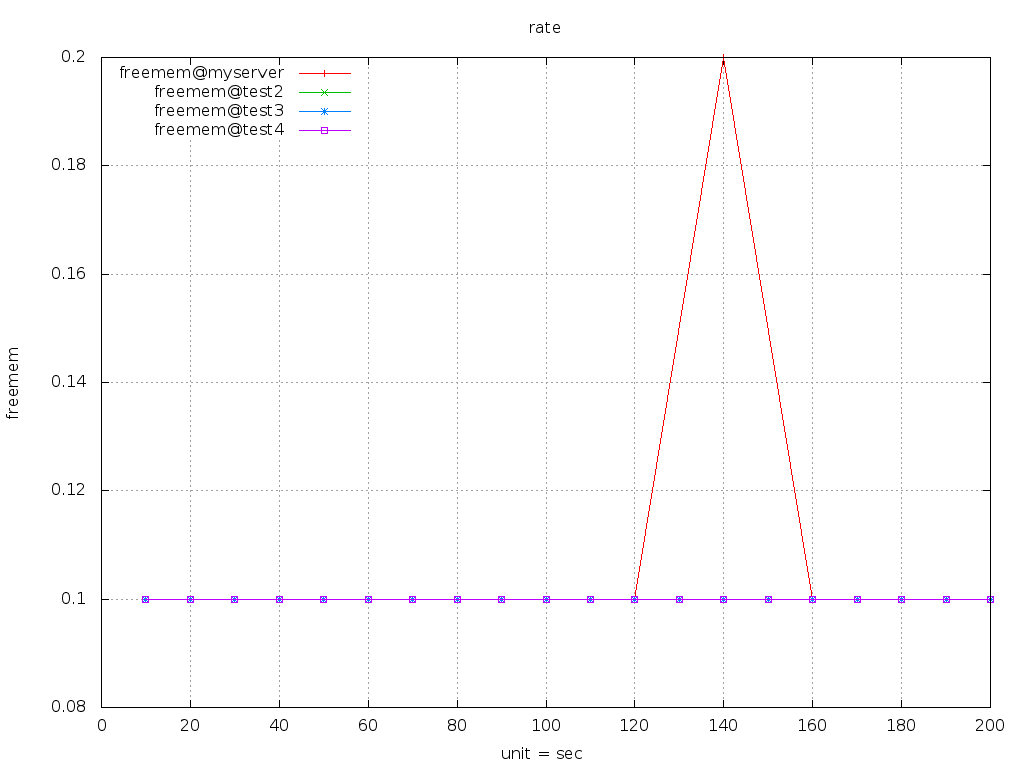 rate
0.2
freemem@myserver
freemem@test2
freemem@test3
freemem@test4
0.18
0.16
0.14
freemem
0.12
0.1
0.08
0 20 40 60 80 100 120 140 160 180 200
unit = sec